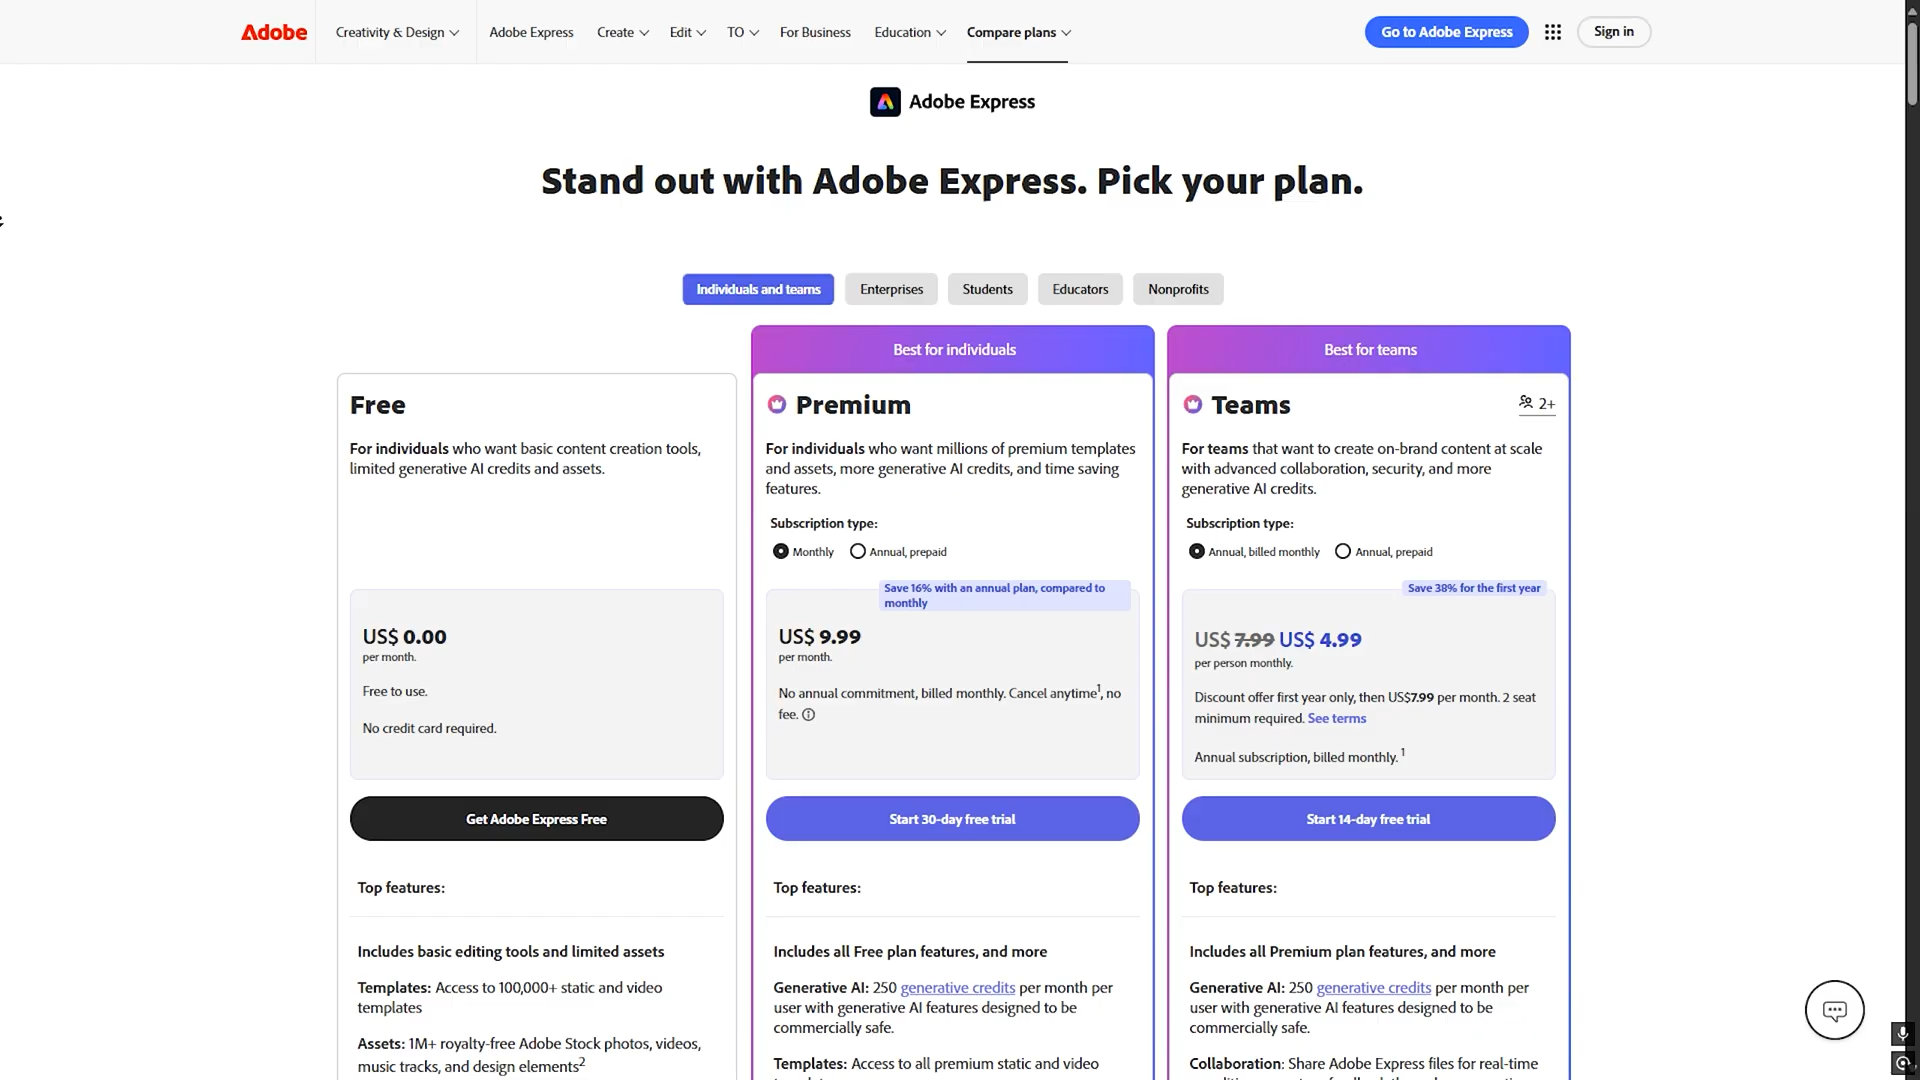 Adobe
Creativity & Design
Adobe Express
Create
Edit
TO
For Business
Education
Compare plans
Go to Adobe Express
Sign in
Adobe Express
Stand out with Adobe Express. Pick your plan.
Individuals and teams
Enterprises
Students
Educators
Nonprofits
Free
For individuals who want basic content creation tools,
limited generative AI credits and assets.
US$ 0.00
per month.
Free to use.
No credit card required.
Get Adobe Express Free
Top features:
Includes basic editing tools and limited assets
Templates: Access to 100,000+ static and video
templates
Assets: 1M+ royalty-free Adobe Stock photos, videos,
music tracks, and design elements2
Best for individuals
Premium
For individuals who want millions of premium templates
and assets, more generative AI credits, and time saving
features.
Subscription type:
Monthly
Annual, prepaid
Save 16% with an annual plan, compared to
monthly
US$ 9.99
per month.
No annual commitment, billed monthly. Cancel anytime1, no
fee.
Start 30-day free trial
Top features:
Includes all Free plan features, and more
Generative AI: 250 generative credits per month per
user with generative AI features designed to be
commercially safe.
Templates: Access to all premium static and video
Best for teams
Teams
2+
For teams that want to create on-brand content at scale
with advanced collaboration, security, and more
generative AI credits.
Subscription type:
Annual, billed monthly
Annual, prepaid
Save 38% for the first year
US$ 7.99 US$ 4.99
per person monthly.
Discount offer first year only, then US$7.99 per month. 2 seat
minimum required. See terms
Annual subscription, billed monthly. 1
Start 14-day free trial
Top features:
Includes all Premium plan features, and more
Generative AI: 250 generative credits per month per
user with generative AI features designed to be
commercially safe.
Collaboration: Share Adobe Express files for real-time